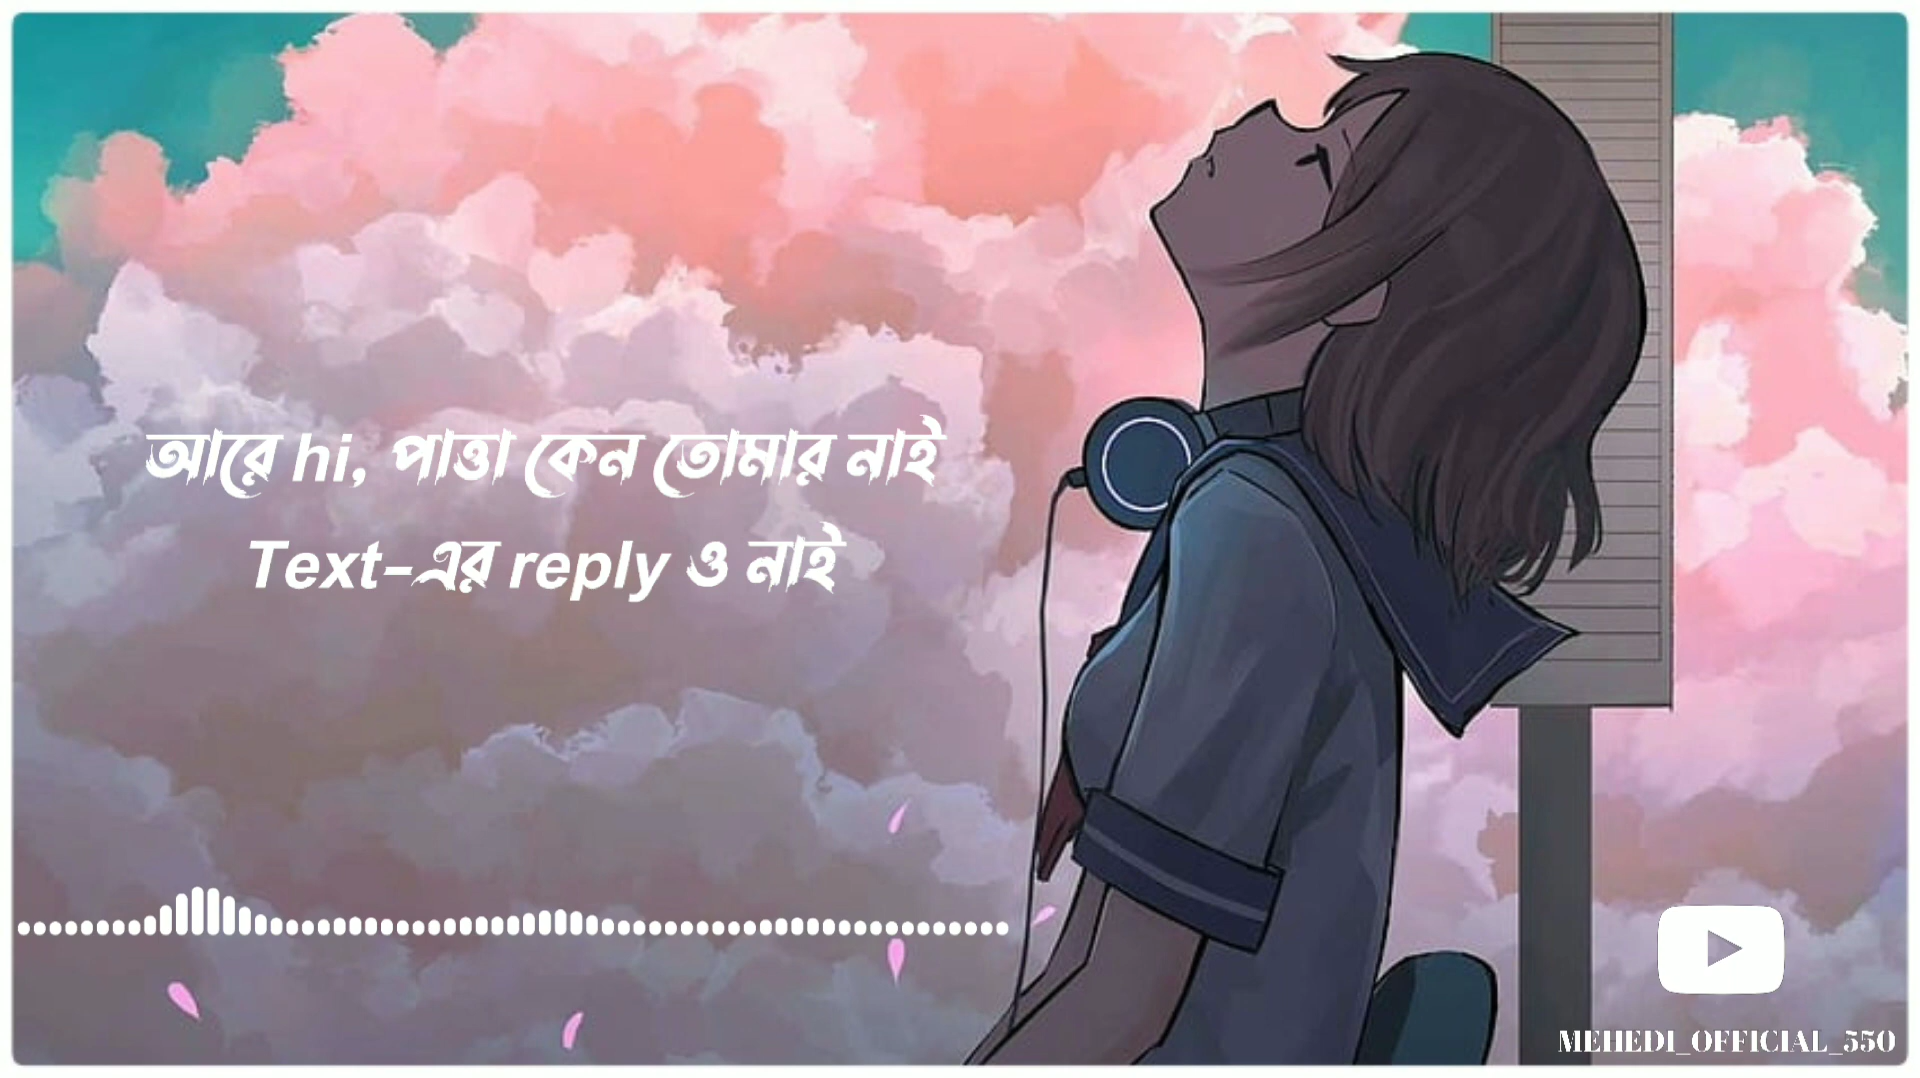 আরে hi, পাত্তা কেন তোমার নাই
Text-এর reply ও নাই
MEHEDI_OFFICIAL_550